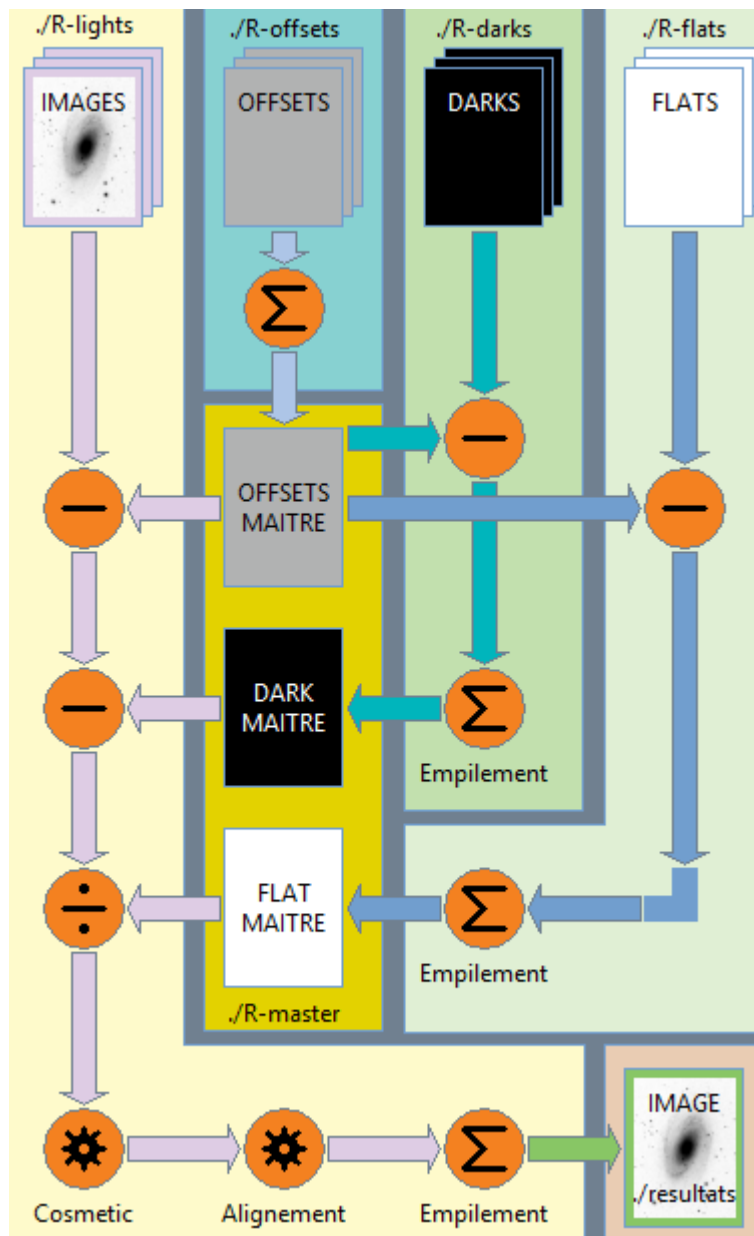 ./R-lights
./R-offsets
./R-darks
./R-flats
IMAGES
OFFSETS
DARKS
FLATS
Σ
OFFSETS
MAITRE
DARK
MAITRE
Σ
Empilement
FLAT
MAITRE
Σ
Empilement
./R-master
IMAGE
./resultats
Σ
Cosmetic
Alignement
Empilement